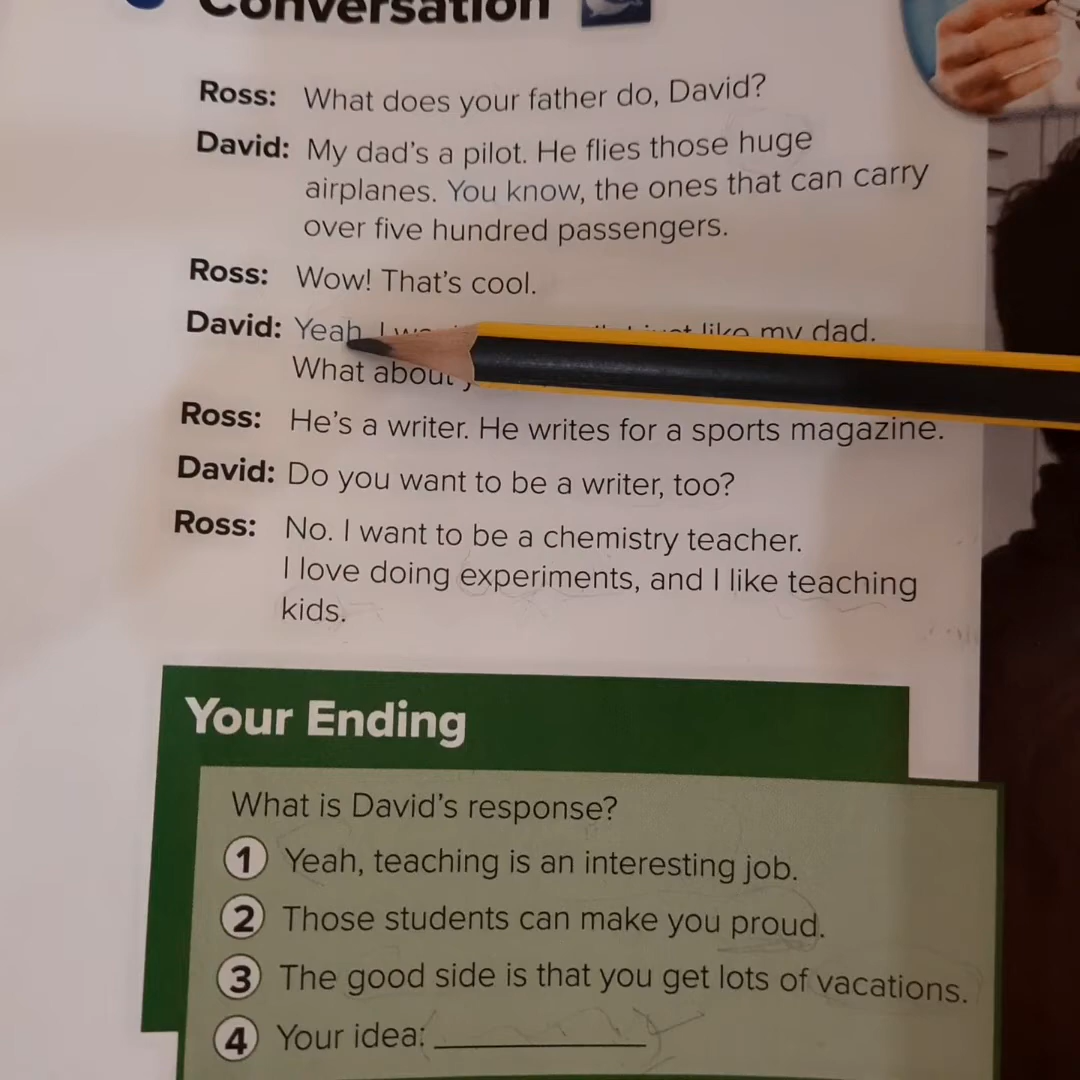 Conversation
Ross: What does your father do, David?
David: My dad's a pilot. He flies those huge
airplanes. You know, the ones that can carry
over five hundred passengers.
Ross: Wow! That's cool.
David: Yeah I like my dad.
What about
Ross: He's a writer. He writes for a sports magazine.
David: Do you want to be a writer, too?
Ross: No. I want to be a chemistry teacher.
I love doing experiments, and I like teaching
kids.
Your Ending
What is David's response?
1 Yeah, teaching is an interesting job.
2 Those students can make you proud.
3 The good side is that you get lots of vacations.
4 Your idea: